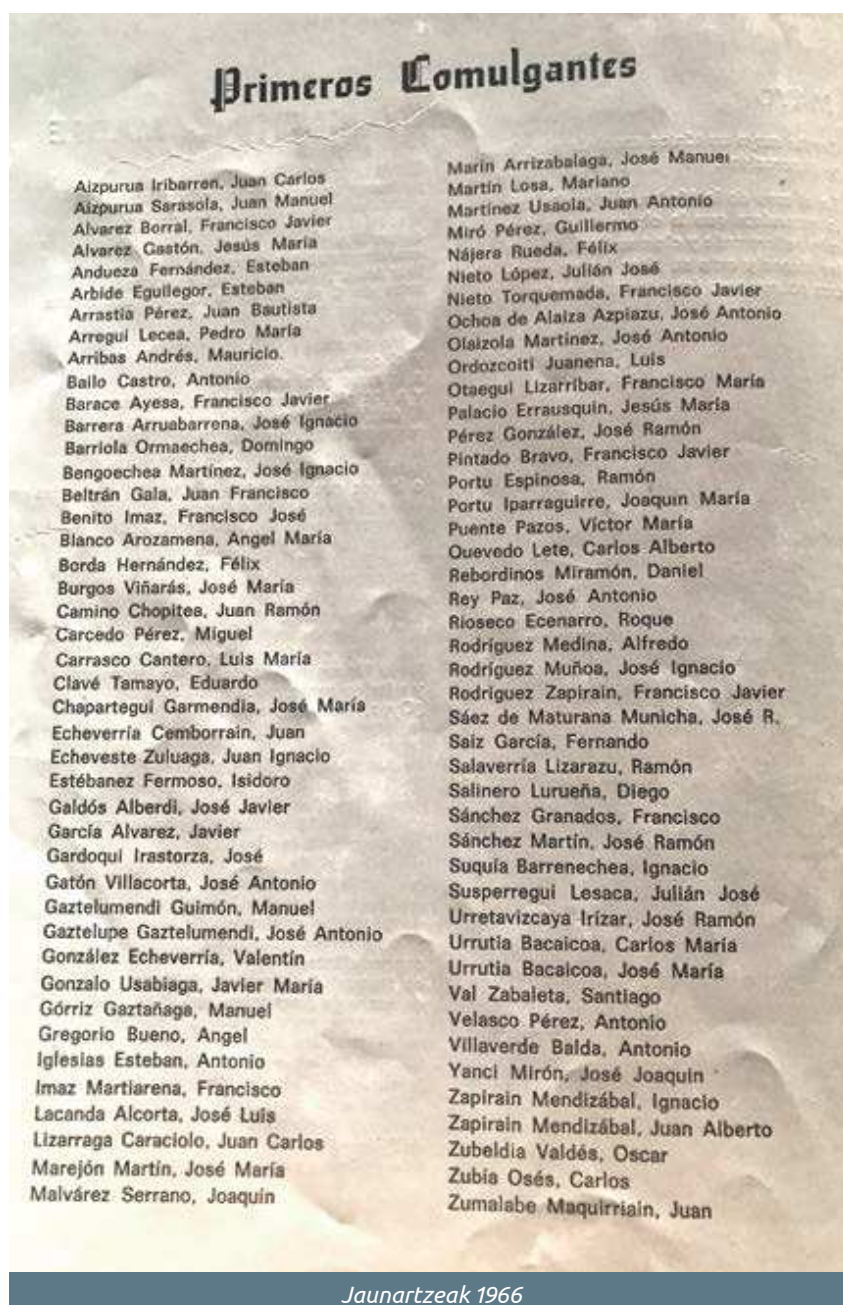 Primeros Comulgantes
Aizpurua Iribarren, Juan Carlos
Aizpurua Sarasola, Juan Manuel
Alvarez Borral, Francisco Javier
Alvarez Gastón, Jesús María
Andueza Fernández, Esteban
Arbide Eguilegor, Esteban
Arrastia Pérez, Juan Bautista
Arregui Lecea, Pedro María
Arribas Andrés, Mauricio.
Bailo Castro, Antonio
Barace Ayesa, Francisco Javier
Barrera Arruabarrena, José Ignacio
Barriola Ormaechea, Domingo
Bengoechea Martínez, José Ignacio
Beltrán Gala, Juan Francisco
Benito Imaz, Francisco José
Blanco Arozamena, Angel María
Borda Hernández, Félix
Burgos Viñarás, José María
Camino Chopitea, Juan Ramón
Carcedo Pérez, Miguel
Carrasco Cantero, Luis María
Clavé Tamayo, Eduardo
Chapartegui Garmendia, José María
Echeverría Cemborrain, Juan
Echeveste Zuluaga, Juan Ignacio
Estébanez Fermoso, Isidoro
Galdós Alberdi, José Javier
García Alvarez, Javier
Gardoqui Irastorza, José
Gatón Villacorta, José Antonio
Gaztelumendi Guimón, Manuel
Gaztelupe Gaztelumendi, José Antonio
González Echeverría, Valentín
Gonzalo Usabiaga, Javier María
Górriz Gaztañaga, Manuel
Gregorio Bueno, Angel
Iglesias Esteban, Antonio
Imaz Martiarena, Francisco
Lacanda Alcorta, José Luis
Lizarraga Caraciolo, Juan Carlos
Marejón Martín, José María
Malvárez Serrano, Joaquín
Marín Arrizabalaga, José Manuel
Martín Losa, Mariano
Martínez Usaola, Juan Antonio
Miró Pérez, Guillermo
Nájera Rueda, Félix
Nieto López, Julián José
Nieto Torquemada, Francisco Javier
Ochoa de Alaiza Azpiazu, José Antonio
Olaizola Martínez, José Antonio
Ordozcoiti Juanena, Luis
Otaegui Lizarribar, Francisco María
Palacio Errausquin, Jesús María
Pérez González, José Ramón
Pintado Bravo, Francisco Javier
Portu Espinosa, Ramón
Portu Iparraguirre, Joaquin María
Puente Pazos, Víctor María
Quevedo Lete, Carlos Alberto
Rebordinos Miramón, Daniel
Rey Paz, José Antonio
Rioseco Ecenarro, Roque
Rodríguez Medina, Alfredo
Rodríguez Muñoa, José Ignacio
Rodríguez Zapirain, Francisco Javier
Sáez de Maturana Municha, José R.
Saiz García, Fernando
Salaverría Lizarazu, Ramón
Salinero Lurueña, Diego
Sánchez Granados, Francisco
Sánchez Martín, José Ramón
Suquía Barrenechea, Ignacio
Susperregui Lesaca, Julián José
Urretavizcaya Irízar, José Ramón
Urrutia Bacaicoa, Carlos María
Urrutia Bacaicoa, José María
Val Zabaleta, Santiago
Velasco Pérez, Antonio
Villaverde Balda, Antonio
Yanci Mirón, José Joaquin
Zapirain Mendizábal, Ignacio
Zapirain Mendizábal, Juan Alberto
Zubeldia Valdés, Oscar
Zubia Osés, Carlos
Zumalabe Maquirriain, Juan
Jaunartzeak 1966